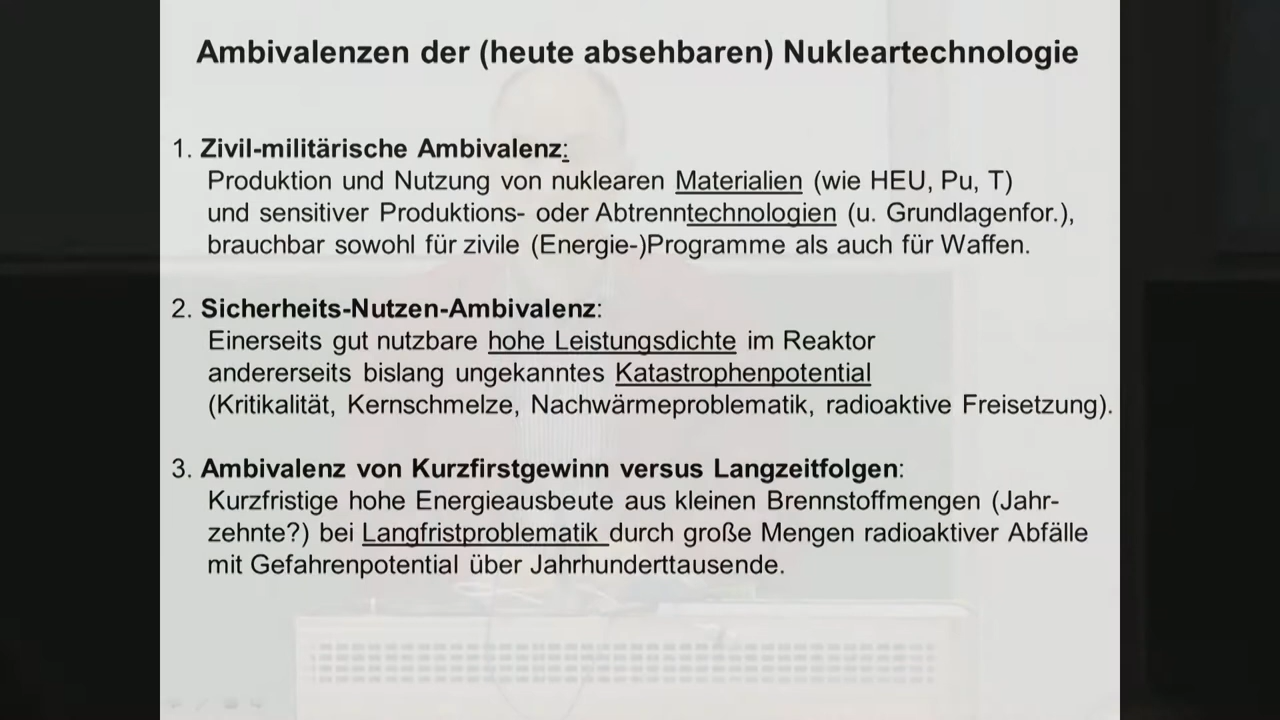 Ambivalenzen der (heute absehbaren) Nukleartechnologie
1. Zivil-militärische Ambivalenz:
Produktion und Nutzung von nuklearen Materialien (wie HEU, Pu, T)
und sensitiver Produktions- oder Abtrenntechnologien (u. Grundlagenfor.),
brauchbar sowohl für zivile (Energie-)Programme als auch für Waffen.
2. Sicherheits-Nutzen-Ambivalenz:
Einerseits gut nutzbare hohe Leistungsdichte im Reaktor
andererseits bislang ungekanntes Katastrophenpotential
(Kritikalität, Kernschmelze, Nachwärmeproblematik, radioaktive Freisetzung).
3. Ambivalenz von Kurzfirstgewinn versus Langzeitfolgen:
Kurzfristige hohe Energieausbeute aus kleinen Brennstoffmengen (Jahr-
zehnte?) bei Langfristproblematik durch große Mengen radioaktiver Abfälle
mit Gefahrenpotential über Jahrhunderttausende.